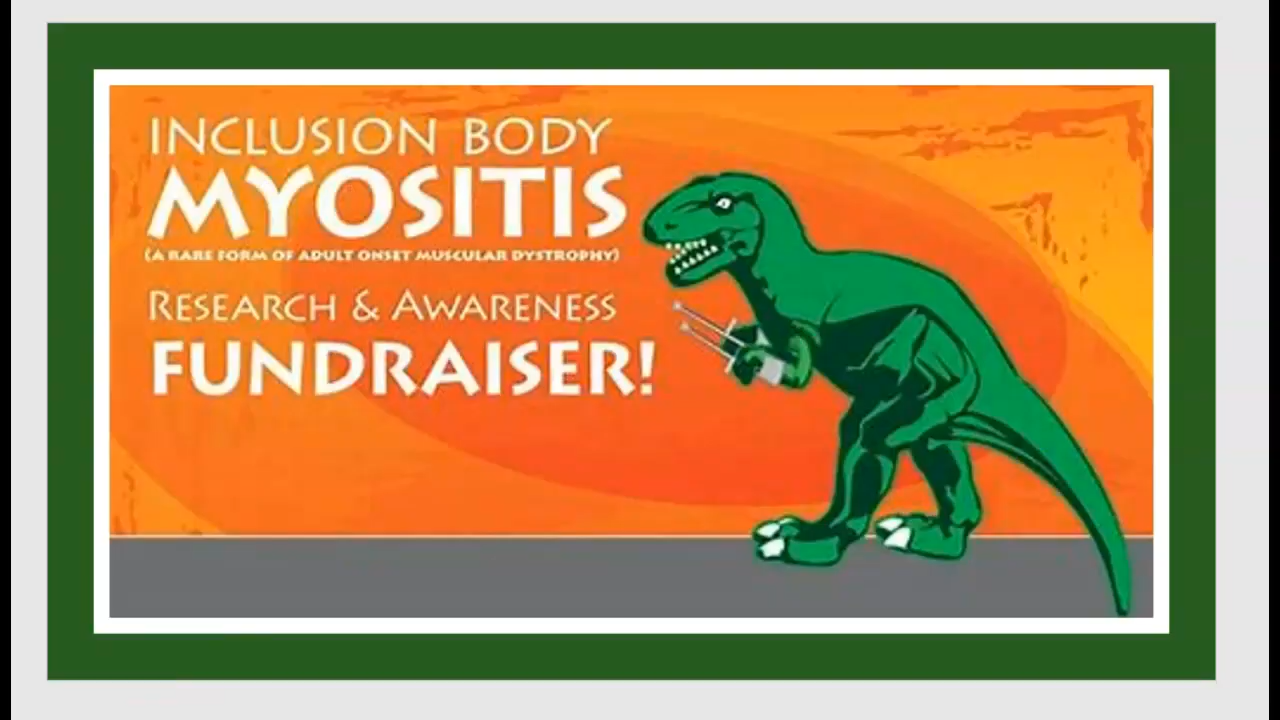 INCLUSION BODY
MYOSITIS
(A RARE FORM OF ADULT ONSET MUSCULAR DYSTROPHY)
RESEARCH & AWARENESS
FUNDRAISER!